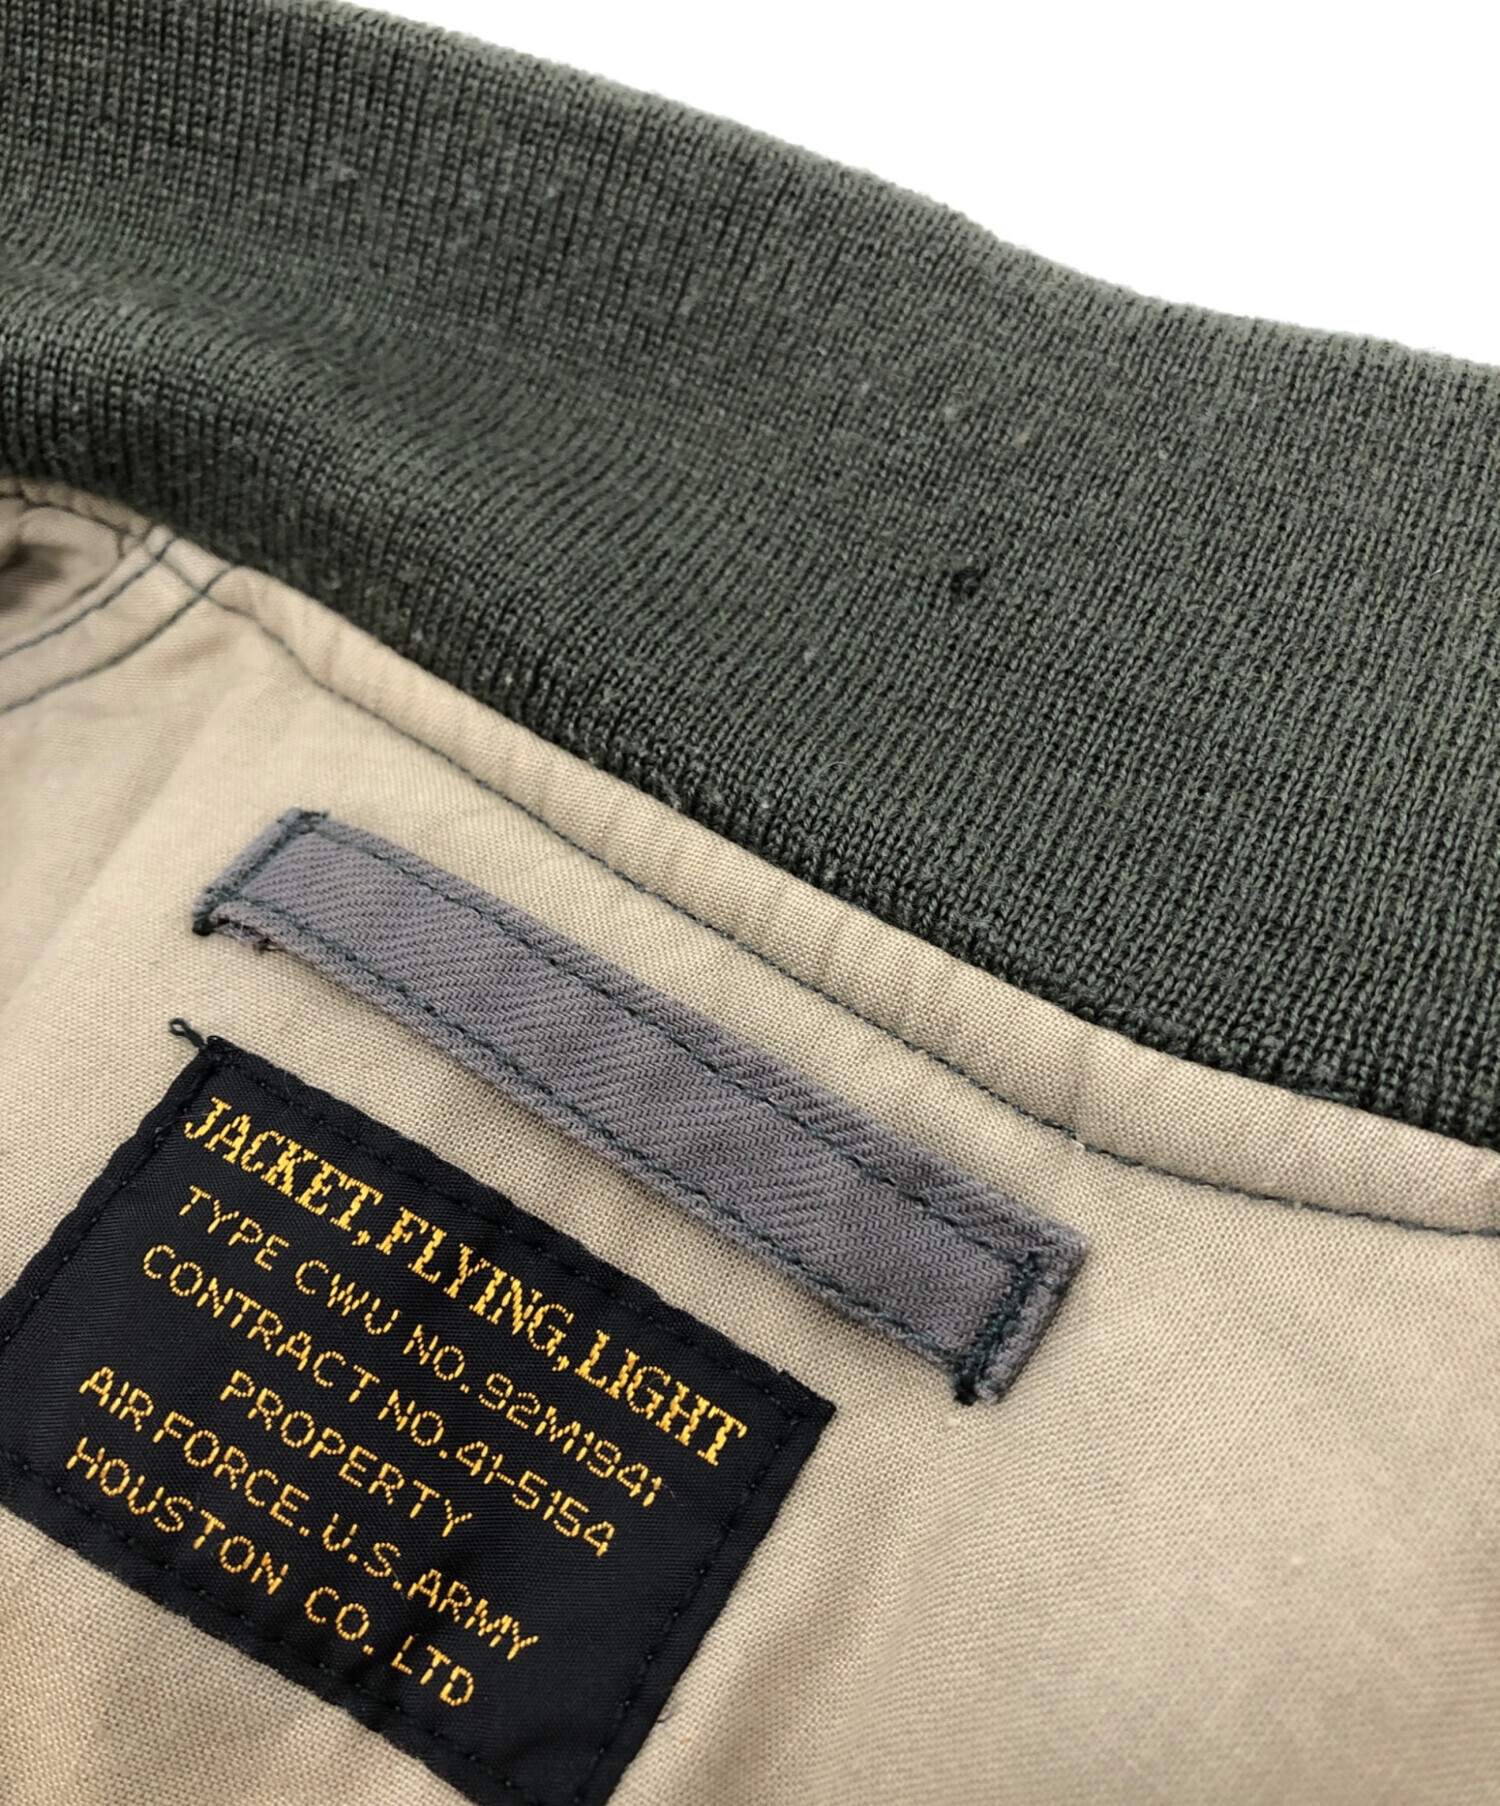 JACKET, FLYING, LIGHT
TYPE CWU NO. 92M1941
CONTRACT NO. 41-5154
PROPERTY
AIR FORCE. U.S. ARMY
HOUSTON CO. LTD